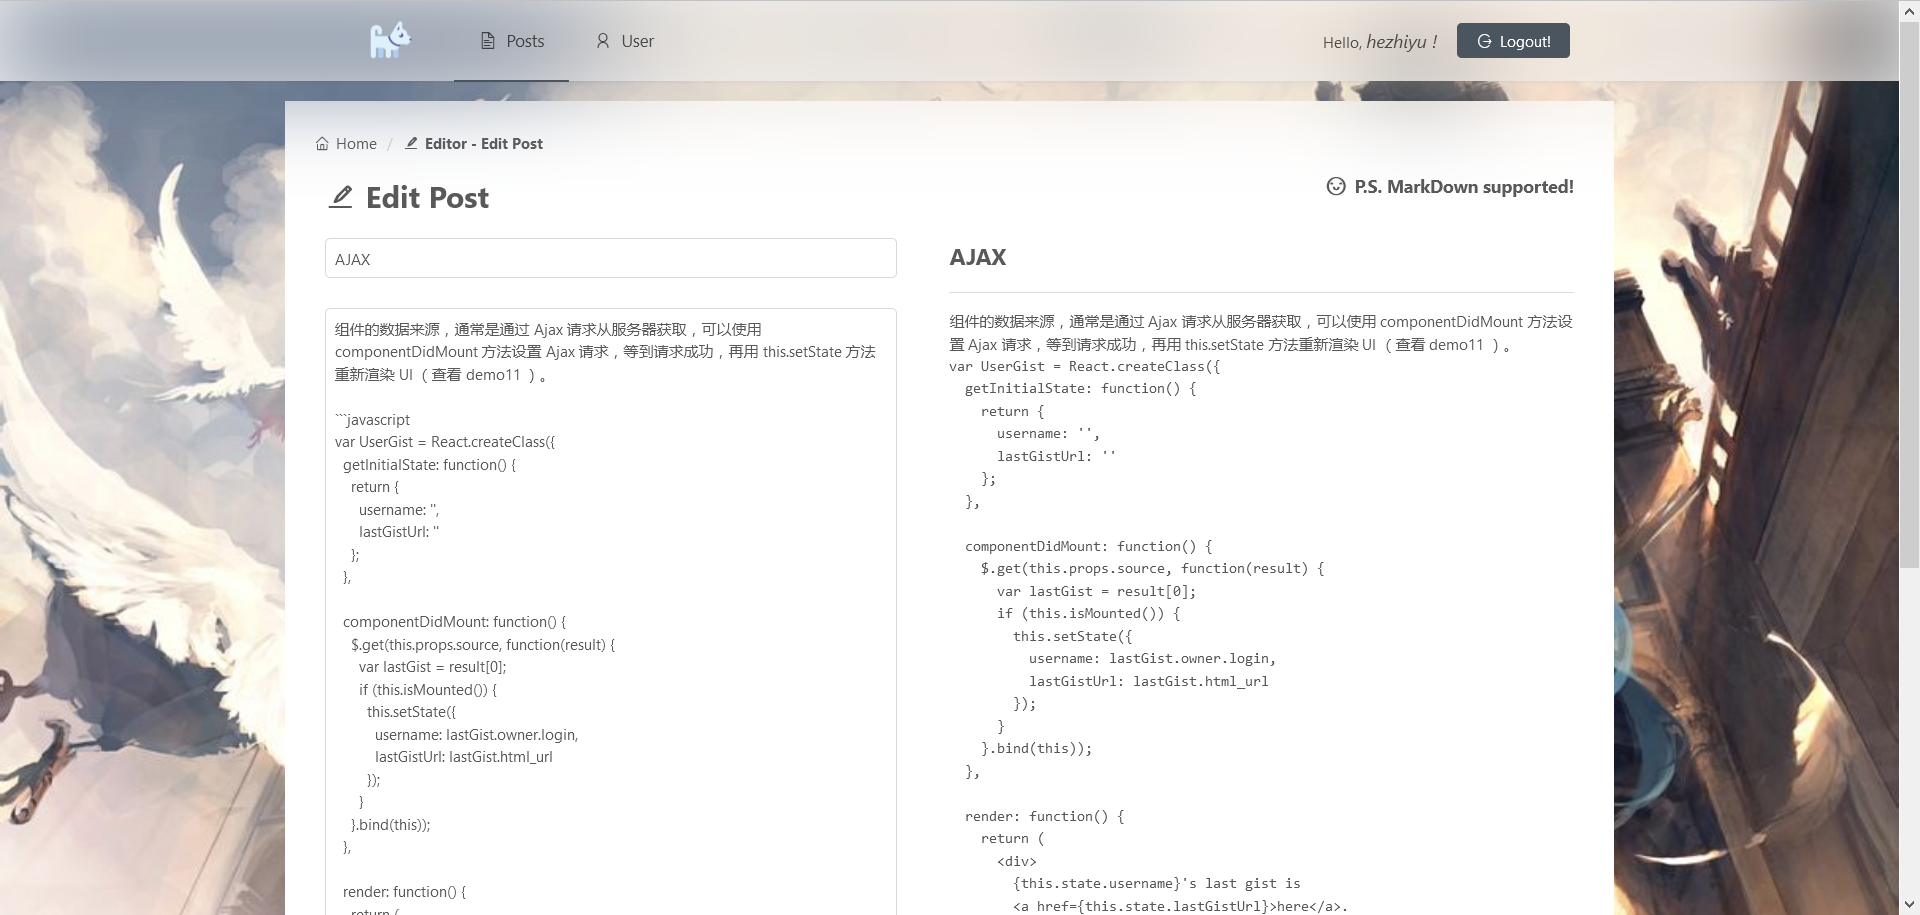 Posts
User
Hello, hezhiyu !
Logout!
Home / Editor - Edit Post
Edit Post
P.S. MarkDown supported!
AJAX
组件的数据来源，通常是通过 Ajax 请求从服务器获取，可以使用
componentDidMount 方法设置 Ajax 请求，等到请求成功，再用 this.setState 方法
重新渲染 UI （查看 demo11 ）。
```javascript
var UserGist = React.createClass({
  getInitialState: function() {
    return {
      username: '',
      lastGistUrl: ''
    };
  },
  componentDidMount: function() {
    $.get(this.props.source, function(result) {
      var lastGist = result[0];
      if (this.isMounted()) {
        this.setState({
          username: lastGist.owner.login,
          lastGistUrl: lastGist.html_url
        });
      }
    }.bind(this));
  },
  render: function() {
    return (
AJAX
组件的数据来源，通常是通过 Ajax 请求从服务器获取，可以使用 componentDidMount 方法设
置 Ajax 请求，等到请求成功，再用 this.setState 方法重新渲染 UI （查看 demo11 ）。
var UserGist = React.createClass({
  getInitialState: function() {
    return {
      username: '',
      lastGistUrl: ''
    };
  },
  componentDidMount: function() {
    $.get(this.props.source, function(result) {
      var lastGist = result[0];
      if (this.isMounted()) {
        this.setState({
          username: lastGist.owner.login,
          lastGistUrl: lastGist.html_url
        });
      }
    }.bind(this));
  },
  render: function() {
    return (
      <div>
        {this.state.username}'s last gist is
        <a href={this.state.lastGistUrl}>here</a>.